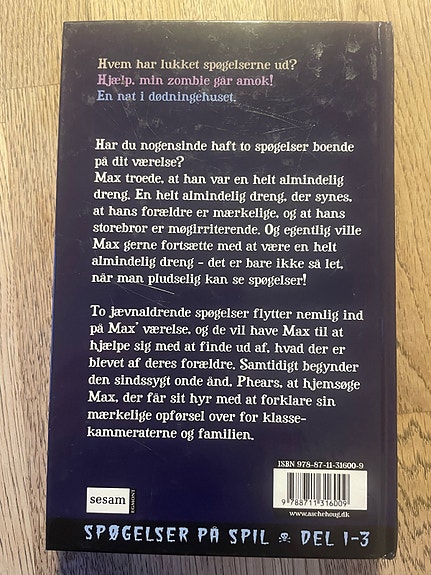 Hvem har lukket spøgelserne ud?
Hjælp, min zombie går amok!
En nat i dødningehuset.
Har du nogensinde haft to spøgelser boende
på dit værelse?
Max troede, at han var en helt almindelig
dreng. En helt almindelig dreng, der synes,
at hans forældre er mærkelige, og at hans
storebror er møgirriterende. Og egentlig ville
Max gerne fortsætte med at være en helt
almindelig dreng – det er bare ikke så let,
når man pludselig kan se spøgelser!
To jævnaldrende spøgelser flytter nemlig ind
på Max' værelse, og de vil have Max til at
hjælpe sig med at finde ud af, hvad der er
blevet af deres forældre. Samtidigt begynder
den sindssygt onde ånd, Phears, at hjemsøge
Max, der får sit hyr med at forklare sin
mærkelige opførsel over for klasse-
kammeraterne og familien.
ISBN 978-87-11-31600-9
9 788711 316009
www.aschehoug.dk
sesam
EGMONT
SPØGELSER PÅ SPIL DEL 1-3